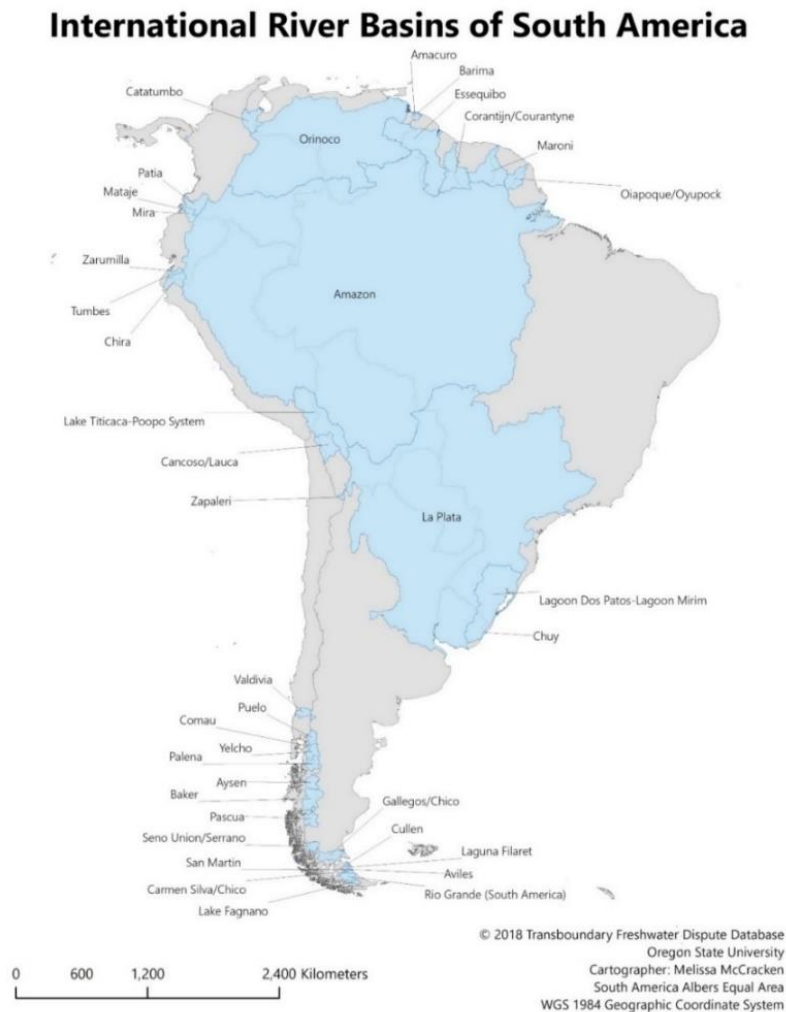 International River Basins of South America
Amacuro
Barima
Catatumbo
Essequibo
Corantijn/Courantyne
Orinoco
Maroni
Patia
Mataje
Oiapoque/Oyupock
Mira
Zarumilla
Amazon
Tumbes
Chira
Lake Titicaca-Poopo System
Cancoso/Lauca
Zapaleri
La Plata
Lagoon Dos Patos-Lagoon Mirim
Chuy
Valdivia
Puelo
Comau
Yelcho
Palena
Aysen
Baker
Gallegos/Chico
Pascua
Cullen
Seno Union/Serrano
Laguna Filaret
San Martin
Aviles
Carmen Silva/Chico
Rio Grande (South America)
Lake Fagnano
© 2018 Transboundary Freshwater Dispute Database
Oregon State University
Cartographer: Melissa McCracken
South America Albers Equal Area
WGS 1984 Geographic Coordinate System
0 600 1,200 2,400 Kilometers